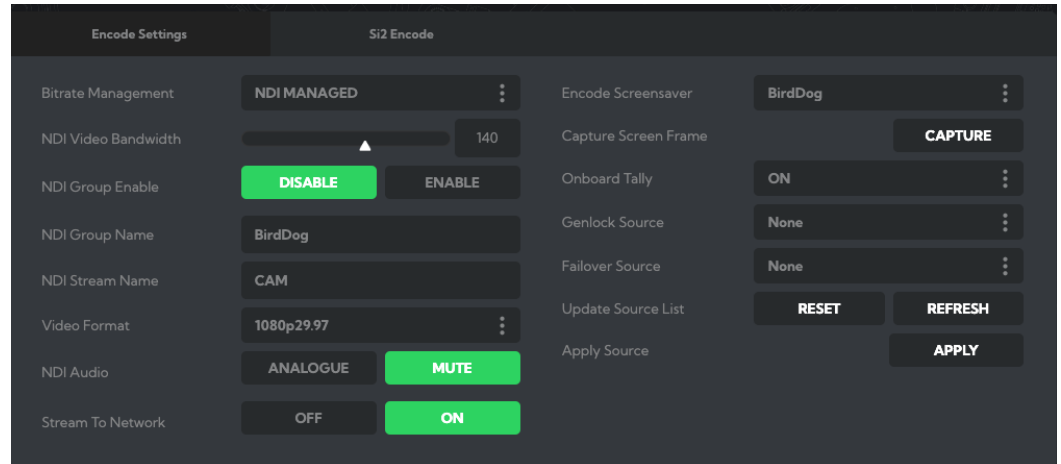 Encode Settings
Si2 Encode
Bitrate Management
NDI MANAGED
NDI Video Bandwidth
140
NDI Group Enable
DISABLE
ENABLE
NDI Group Name
BirdDog
NDI Stream Name
CAM
Video Format
1080p29.97
NDI Audio
ANALOGUE
MUTE
Stream To Network
OFF
ON
Encode Screensaver
BirdDog
Capture Screen Frame
CAPTURE
Onboard Tally
ON
Genlock Source
None
Failover Source
None
Update Source List
RESET
REFRESH
Apply Source
APPLY